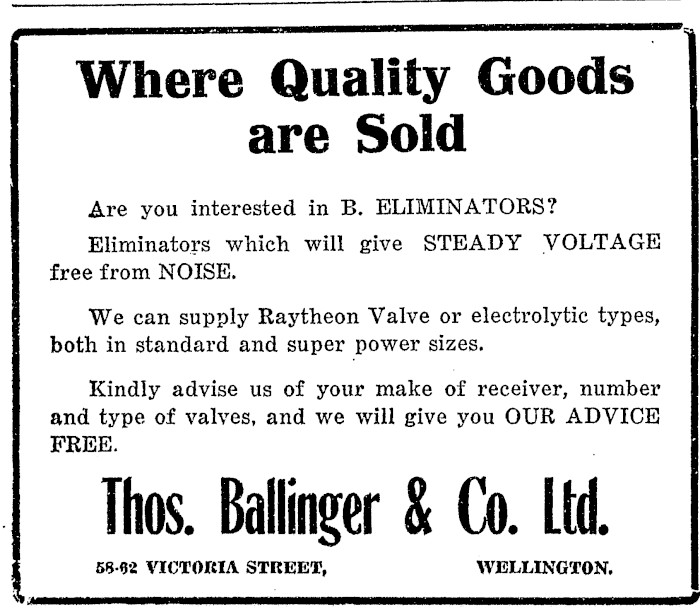 Where Quality Goods
are Sold
Are you interested in B. ELIMINATORS?
Eliminators which will give STEADY VOLTAGE
free from NOISE.
We can supply Raytheon Valve or electrolytic types,
both in standard and super power sizes.
Kindly advise us of your make of receiver, number
and type of valves, and we will give you OUR ADVICE
FREE.
Thos. Ballinger & Co. Ltd.
58-62 VICTORIA STREET, WELLINGTON.